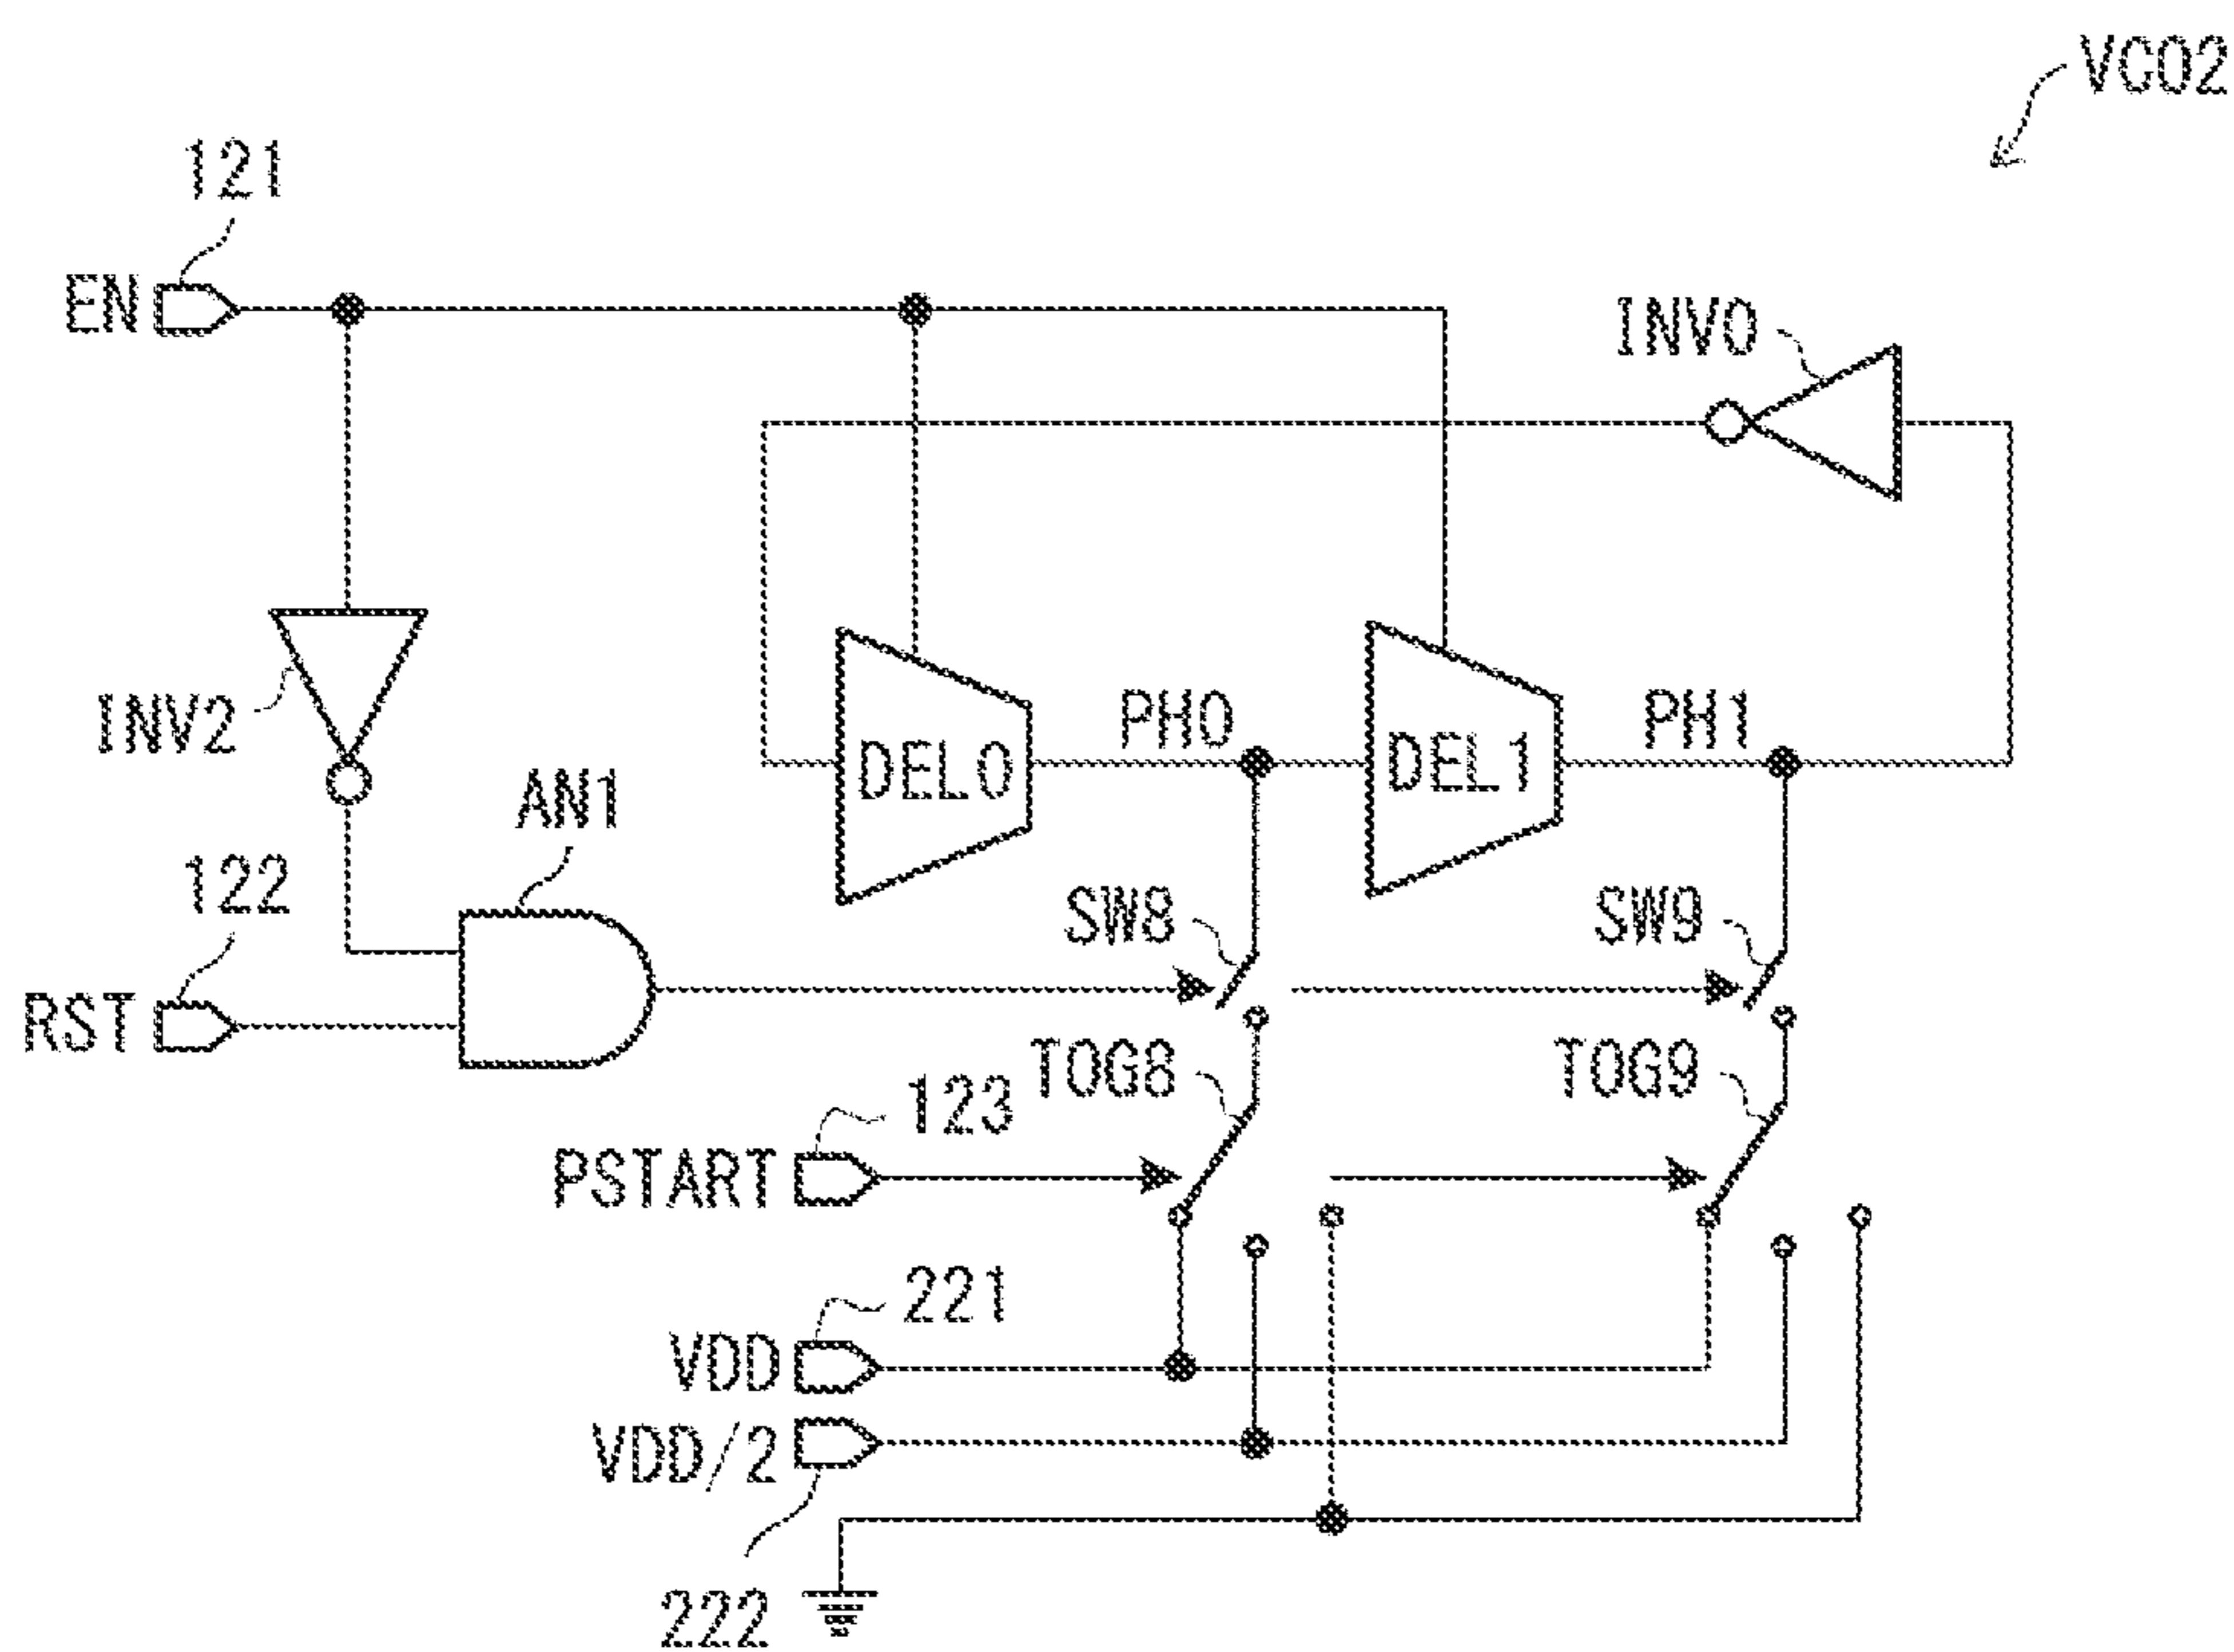 VCO2
121
EN
INV0
INV2
PH0
PH1
DEL0
DEL1
AN1
122
SW8
SW9
RST
TOG8
TOG9
123
PSTART
221
VDD
VDD/2
222